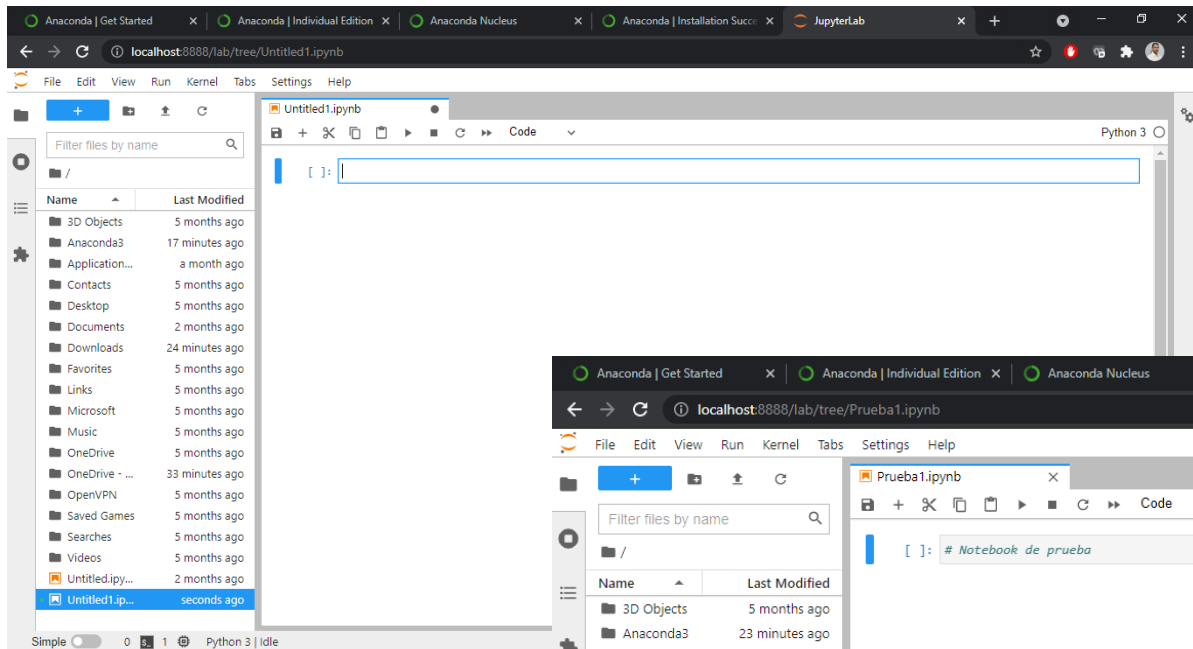 Anaconda | Get Started
Anaconda | Individual Edition
Anaconda Nucleus
Anaconda | Installation Succe
JupyterLab
localhost:8888/lab/tree/Untitled1.ipynb
File Edit View Run Kernel Tabs Settings Help
Untitled1.ipynb
Code
Python 3
Filter files by name
/
[ ]:
Name Last Modified
3D Objects 5 months ago
Anaconda3 17 minutes ago
Application... a month ago
Contacts 5 months ago
Desktop 5 months ago
Documents 2 months ago
Downloads 24 minutes ago
Favorites 5 months ago
Links 5 months ago
Microsoft 5 months ago
Music 5 months ago
OneDrive 5 months ago
OneDrive - ... 33 minutes ago
OpenVPN 5 months ago
Saved Games 5 months ago
Searches 5 months ago
Videos 5 months ago
Untitled.ipy... 2 months ago
Untitled1.ip... seconds ago
Simple 0 $_ 1 Python 3 | Idle
Anaconda | Get Started
Anaconda | Individual Edition
Anaconda Nucleus
localhost:8888/lab/tree/Prueba1.ipynb
File Edit View Run Kernel Tabs Settings Help
Prueba1.ipynb
Code
Filter files by name
/
[ ]: # Notebook de prueba
Name Last Modified
3D Objects 5 months ago
Anaconda3 23 minutes ago